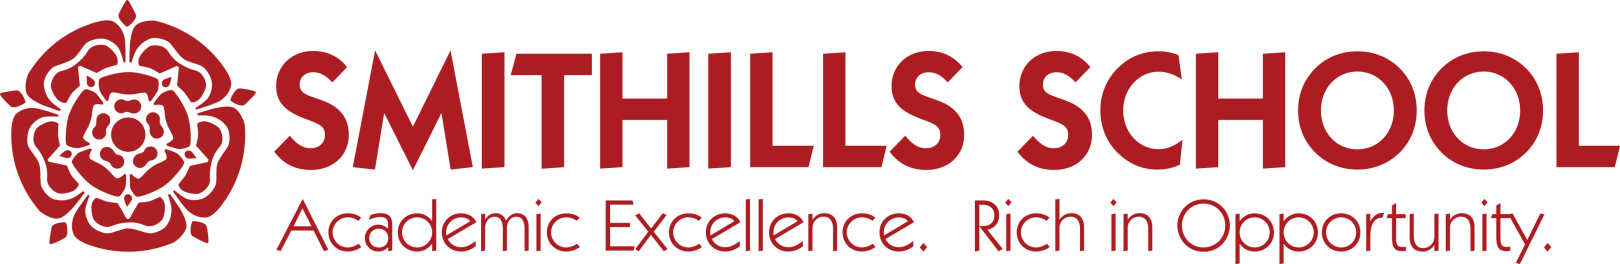 SMITHILLS SCHOOL
Academic Excellence. Rich in Opportunity.